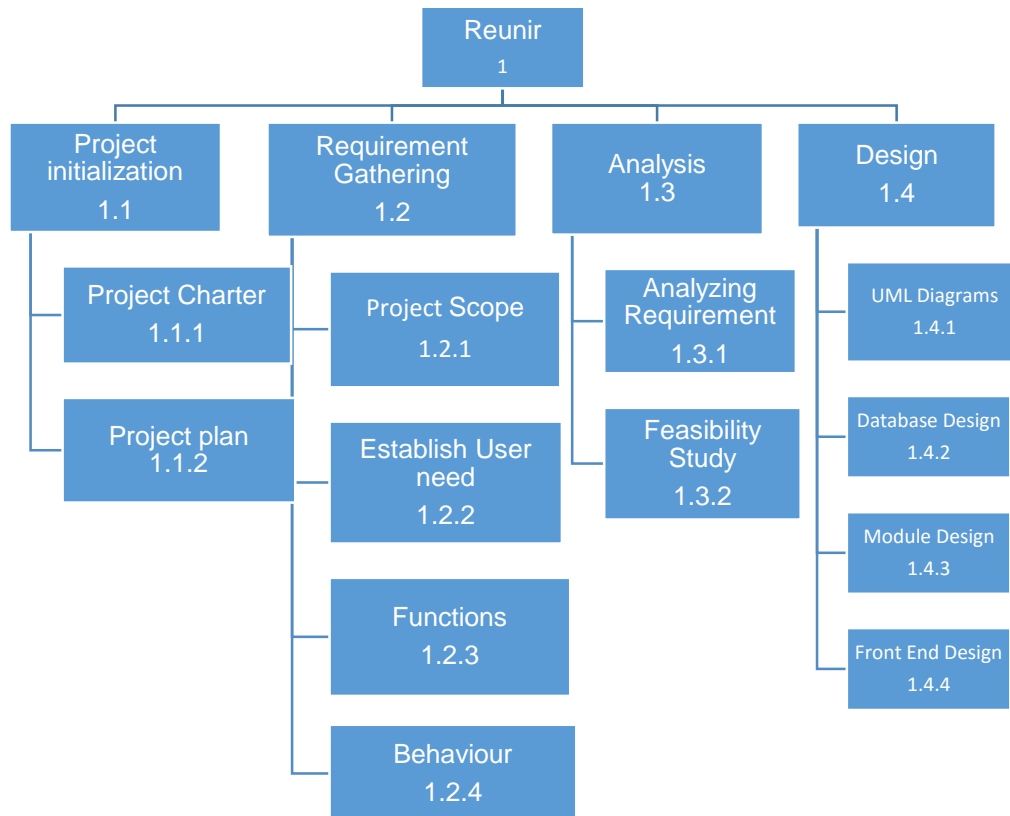 Reunir
1
Project
initialization
1.1
Requirement
Gathering
1.2
Analysis
1.3
Design
1.4
Project Charter
1.1.1
Project plan
1.1.2
Project Scope
1.2.1
Establish User
need
1.2.2
Functions
1.2.3
Behaviour
1.2.4
Analyzing
Requirement
1.3.1
Feasibility
Study
1.3.2
UML Diagrams
1.4.1
Database Design
1.4.2
Module Design
1.4.3
Front End Design
1.4.4